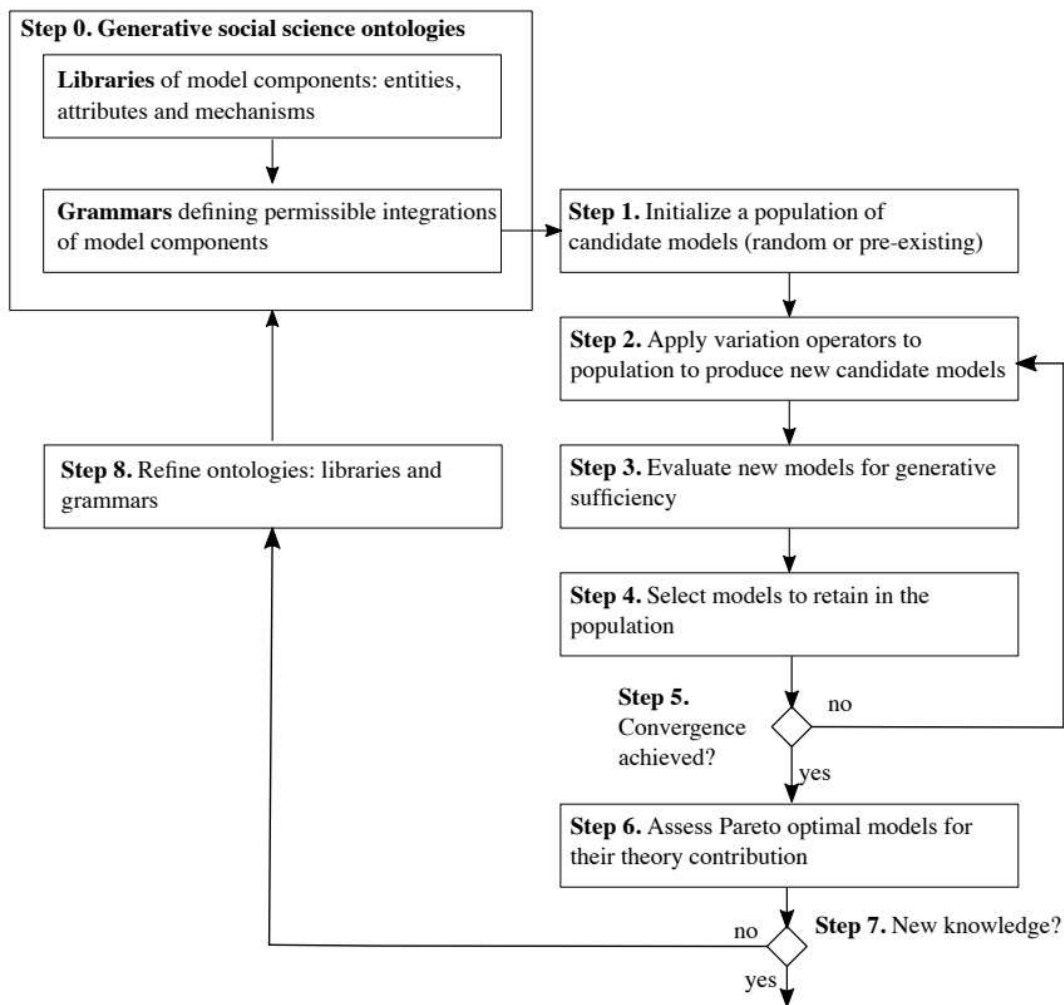 Step 0. Generative social science ontologies
Libraries of model components: entities,
attributes and mechanisms
Grammars defining permissible integrations
of model components
Step 1. Initialize a population of
candidate models (random or pre-existing)
Step 2. Apply variation operators to
population to produce new candidate models
Step 3. Evaluate new models for generative
sufficiency
Step 4. Select models to retain in the
population
Step 5.
Convergence
achieved?
no
yes
Step 6. Assess Pareto optimal models for
their theory contribution
Step 7. New knowledge?
no
yes
Step 8. Refine ontologies: libraries and
grammars